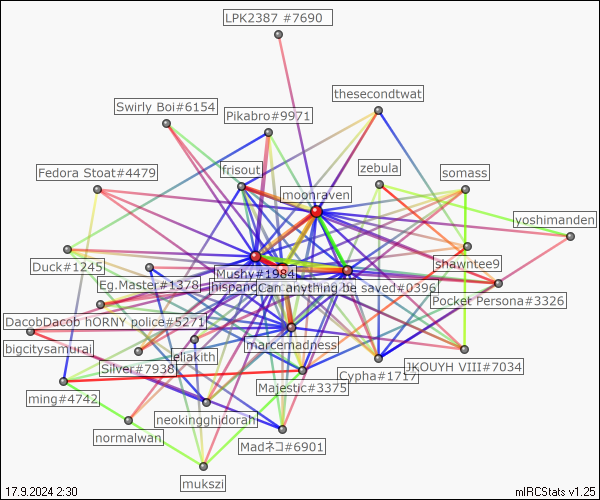 LPK2387 #7690
thesecondtwat
Swirly Boi#6154
Pikabro#9971
frisout
zebula
somass
Fedora Stoat#4479
moonraven
yoshimanden
Duck#1245
Mushy#1984
shawntee9
Eg.Master#1378
hispand
Can anything be saved#0396
Pocket Persona#3326
DacobDacob hORNY police#5271
marcemadness
bigcitysamurai
eliakith
Silver#7938
Cypha#1717
JKOUYH VIII#7034
Majestic#3375
ming#4742
neokingghidorah
normalwan
Madネコ#6901
mukszi
17.9.2024 2:30
mIRCStats v1.25